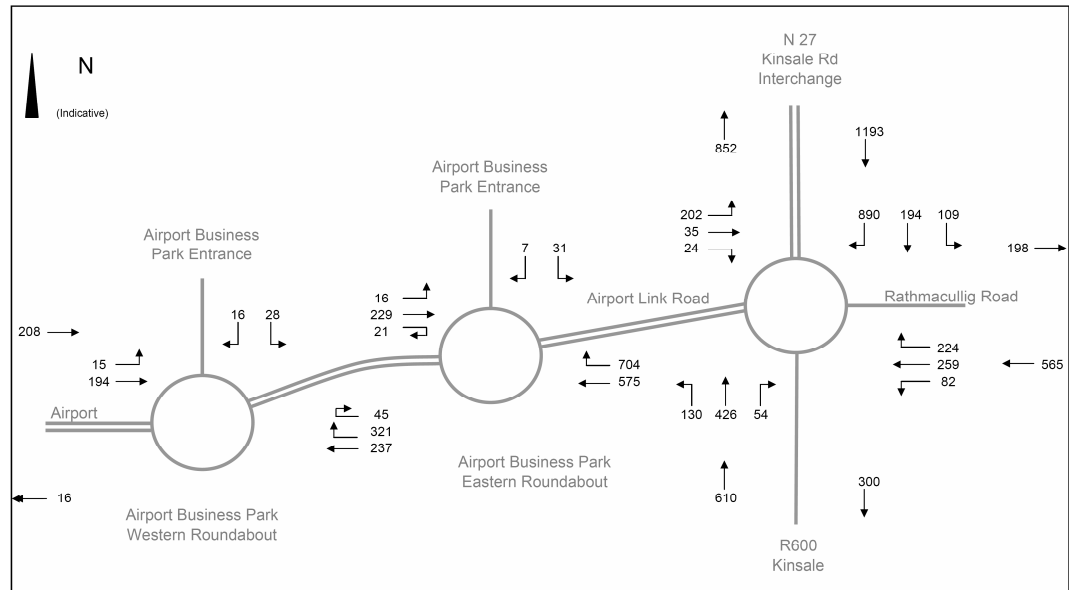 N 27
Kinsale Rd
Interchange
N
(Indicative)
852
1193
Airport Business
Park Entrance
202
35
24
890 194 109
198
Airport Business
Park Entrance
7 31
16
229
21
Airport Link Road
Rathmacullig Road
16 28
208
15
194
704
575
224
259
82
565
Airport
45
321
237
130 426 54
Airport Business Park
Eastern Roundabout
16
610
300
Airport Business Park
Western Roundabout
R600
Kinsale